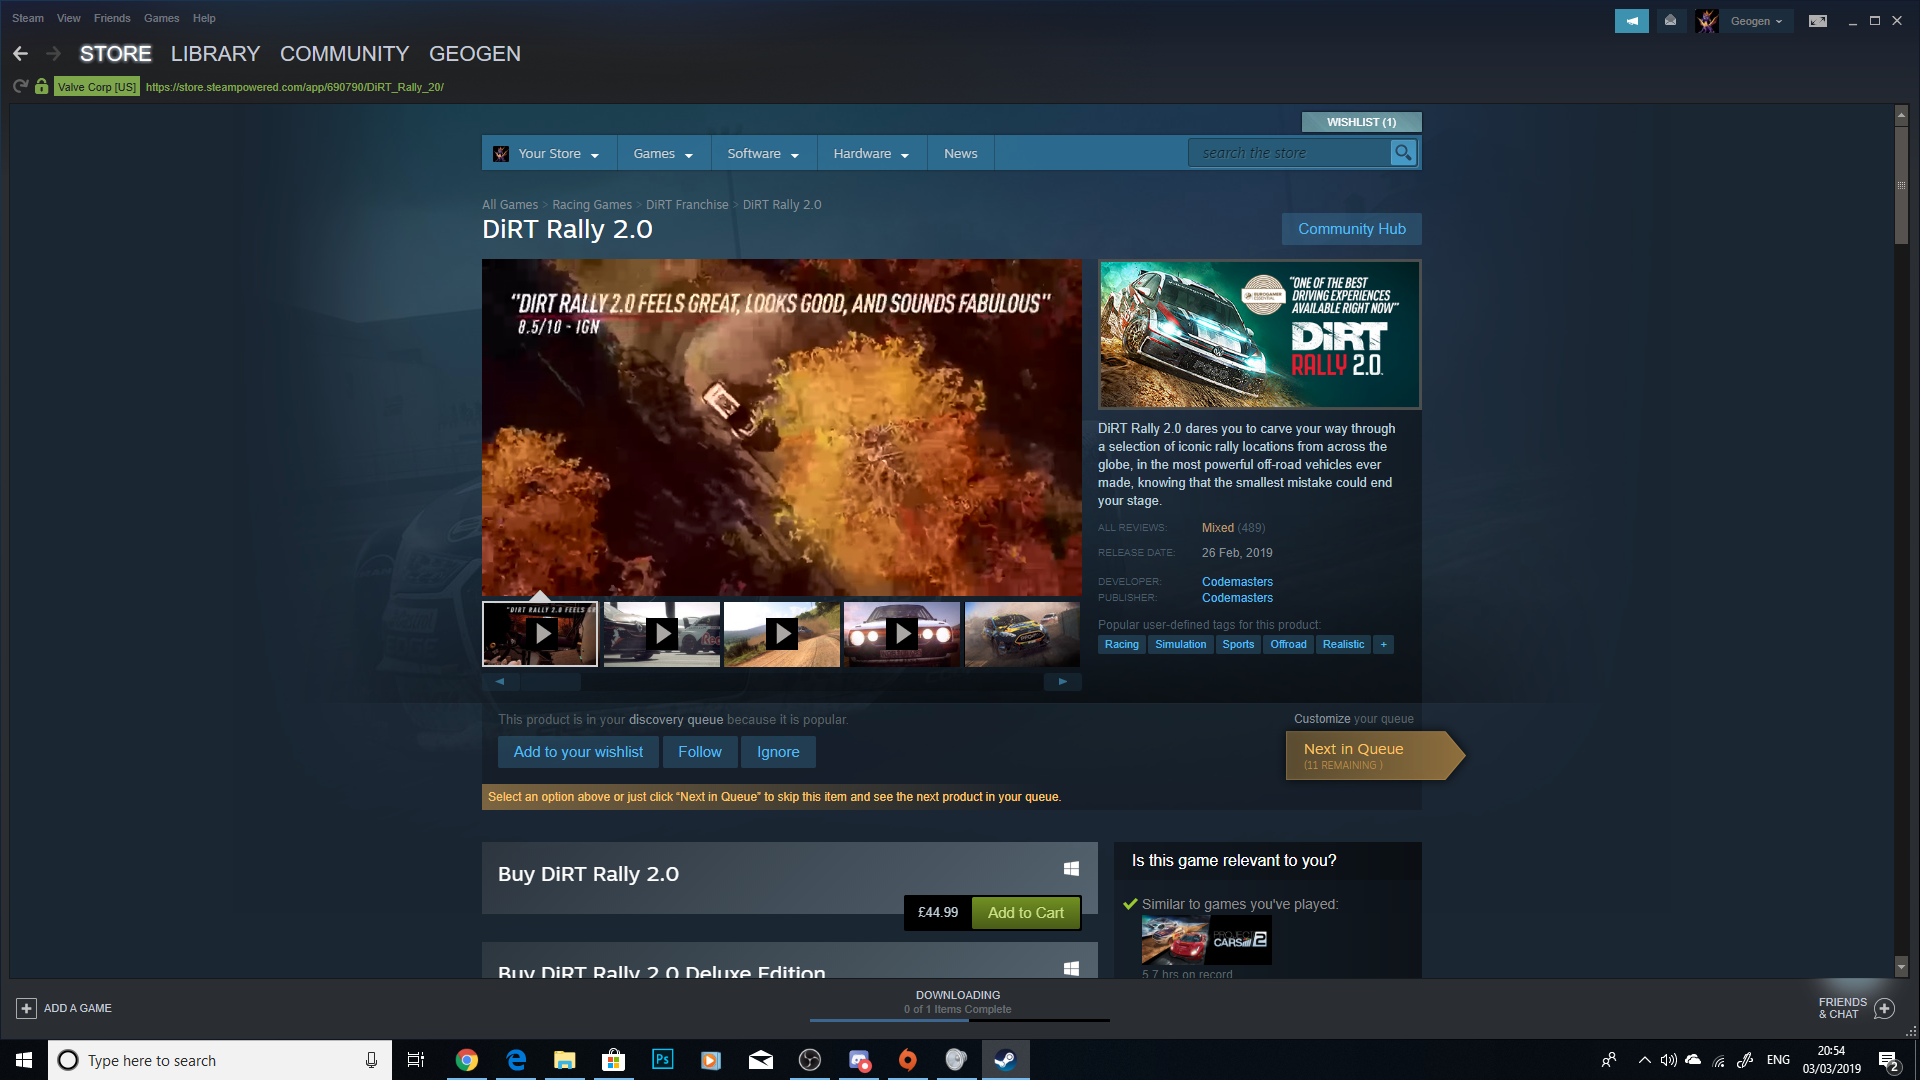 Steam View Friends Games Help
Geogen
STORE LIBRARY COMMUNITY GEOGEN
Valve Corp [US] https://store.steampowered.com/app/690790/DiRT_Rally_20/
WISHLIST (1)
Your Store Games Software Hardware News
search the store
All Games > Racing Games > DiRT Franchise > DiRT Rally 2.0
DiRT Rally 2.0
Community Hub
"DIRT RALLY 2.0 FEELS GREAT, LOOKS GOOD, AND SOUNDS FABULOUS"
8.5/10 - IGN
"ONE OF THE BEST
DRIVING EXPERIENCES
AVAILABLE RIGHT NOW"
DiRT
RALLY 2.0
DiRT Rally 2.0 dares you to carve your way through
a selection of iconic rally locations from across the
globe, in the most powerful off-road vehicles ever
made, knowing that the smallest mistake could end
your stage.
ALL REVIEWS: Mixed (489)
RELEASE DATE: 26 Feb, 2019
DEVELOPER: Codemasters
PUBLISHER: Codemasters
Popular user-defined tags for this product:
Racing Simulation Sports Offroad Realistic +
"DIRT RALLY 2.0 FEELS
This product is in your discovery queue because it is popular.
Customize your queue
Add to your wishlist Follow Ignore
Next in Queue
(11 REMAINING )
Select an option above or just click “Next in Queue” to skip this item and see the next product in your queue.
Buy DiRT Rally 2.0
£44.99 Add to Cart
Buy DiRT Rally 2.0 Deluxe Edition
Is this game relevant to you?
Similar to games you've played:
PROJECT
CARS 2
5.7 hrs on record
ADD A GAME
DOWNLOADING
0 of 1 Items Complete
FRIENDS
& CHAT
Type here to search
Ps
ENG
20:54
03/03/2019
2